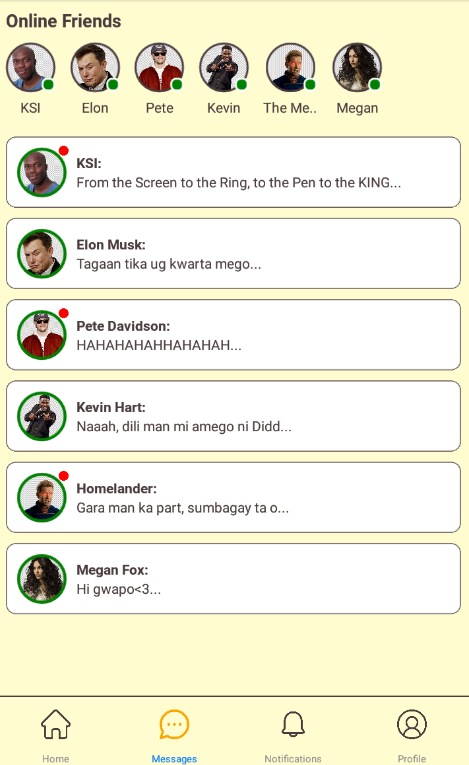 Online Friends
KSI
Elon
Pete
Kevin
The Me..
Megan
KSI:
From the Screen to the Ring, to the Pen to the KING...
Elon Musk:
Tagaan tika ug kwarta mego...
Pete Davidson:
HAHAHAHAHHAHAHAH...
Kevin Hart:
Naaah, dili man mi amego ni Didd...
Homelander:
Gara man ka part, sumbagay ta o...
Megan Fox:
Hi gwapo<3...
Home
Messages
Notifications
Profile